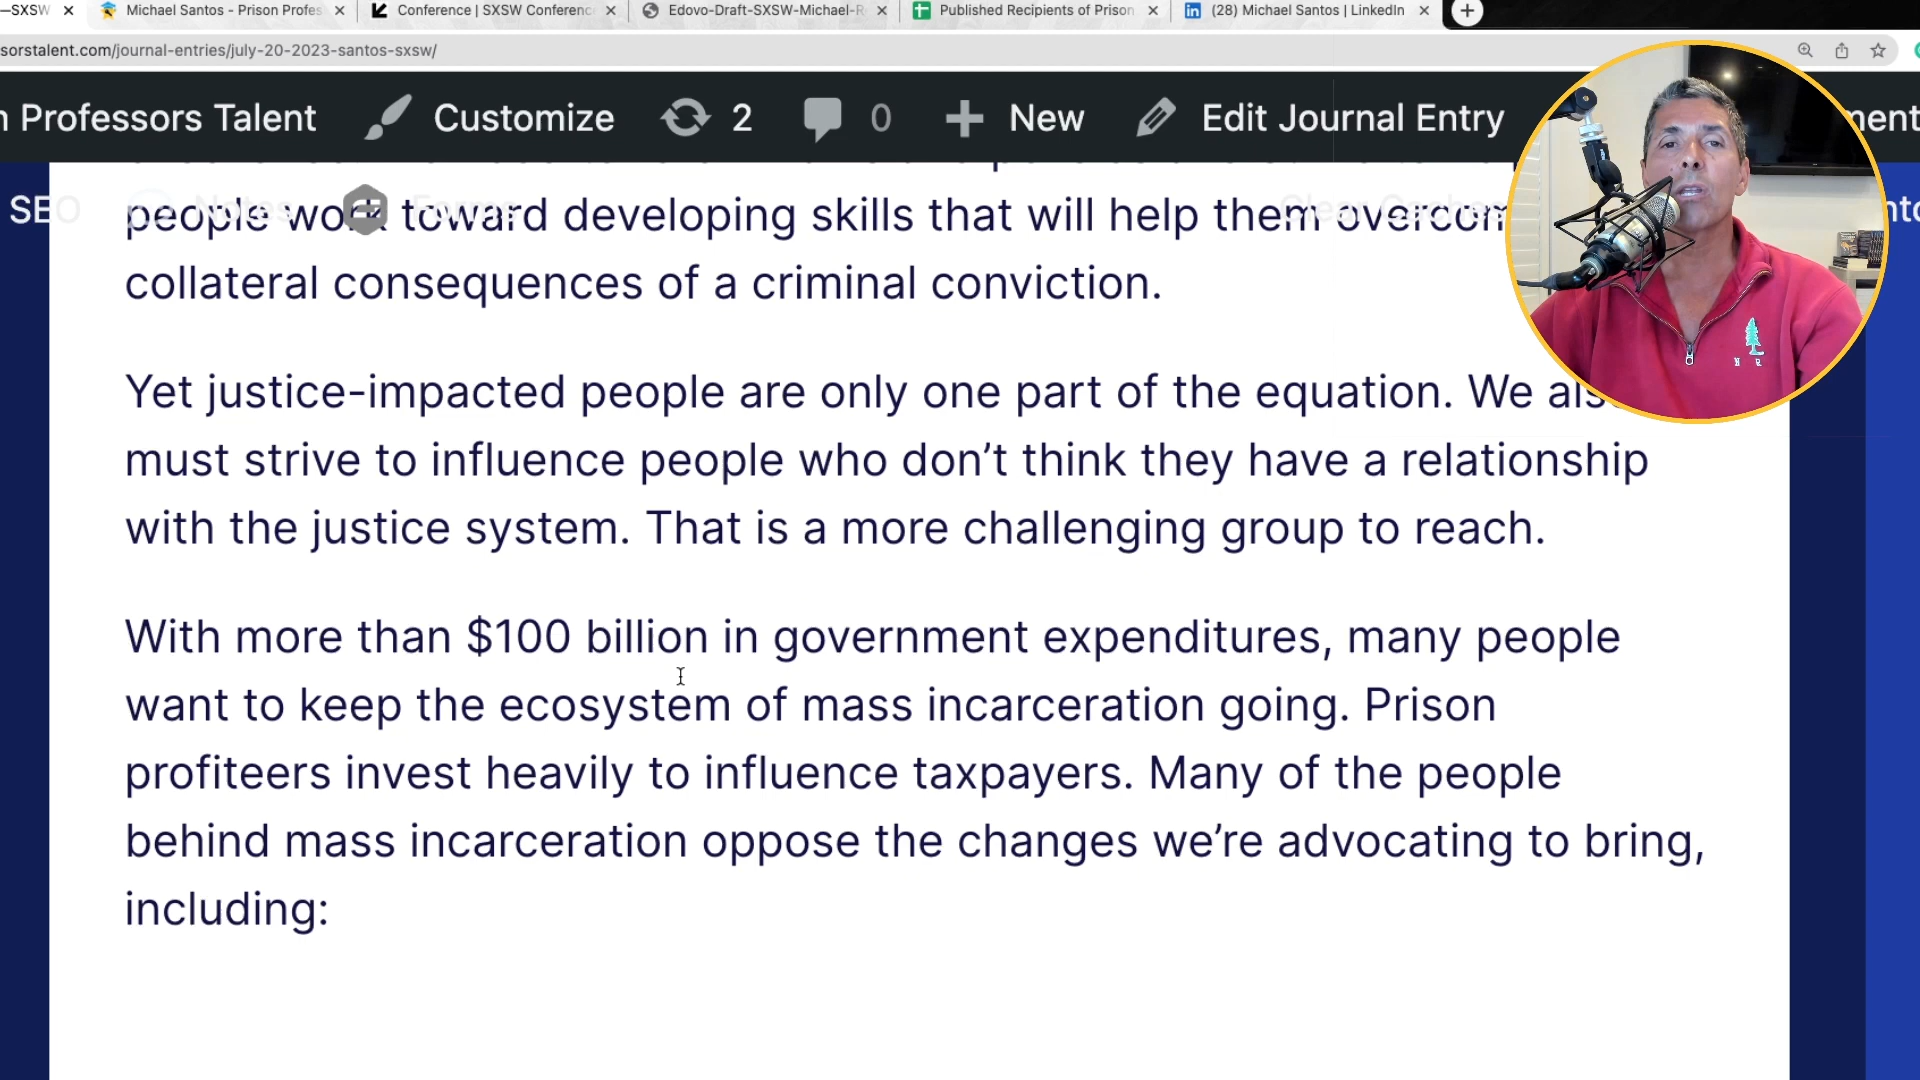 —SXSW
Michael Santos - Prison Profes
Conference | SXSW Conferenc
Edovo-Draft-SXSW-Michael-R
Published Recipients of Prison
(28) Michael Santos | LinkedIn
sorstalent.com/journal-entries/july-20-2023-santos-sxsw/
n Professors Talent
Customize
2
0
New
Edit Journal Entry
SEO
Notes
Forms
Clear Caches
people work toward developing skills that will help them
collateral consequences of a criminal conviction.
Yet justice-impacted people are only one part of the equation. We
must strive to influence people who don’t think they have a relationship
with the justice system. That is a more challenging group to reach.
With more than $100 billion in government expenditures, many people
want to keep the ecosystem of mass incarceration going. Prison
profiteers invest heavily to influence taxpayers. Many of the people
behind mass incarceration oppose the changes we’re advocating to bring,
including:
N R